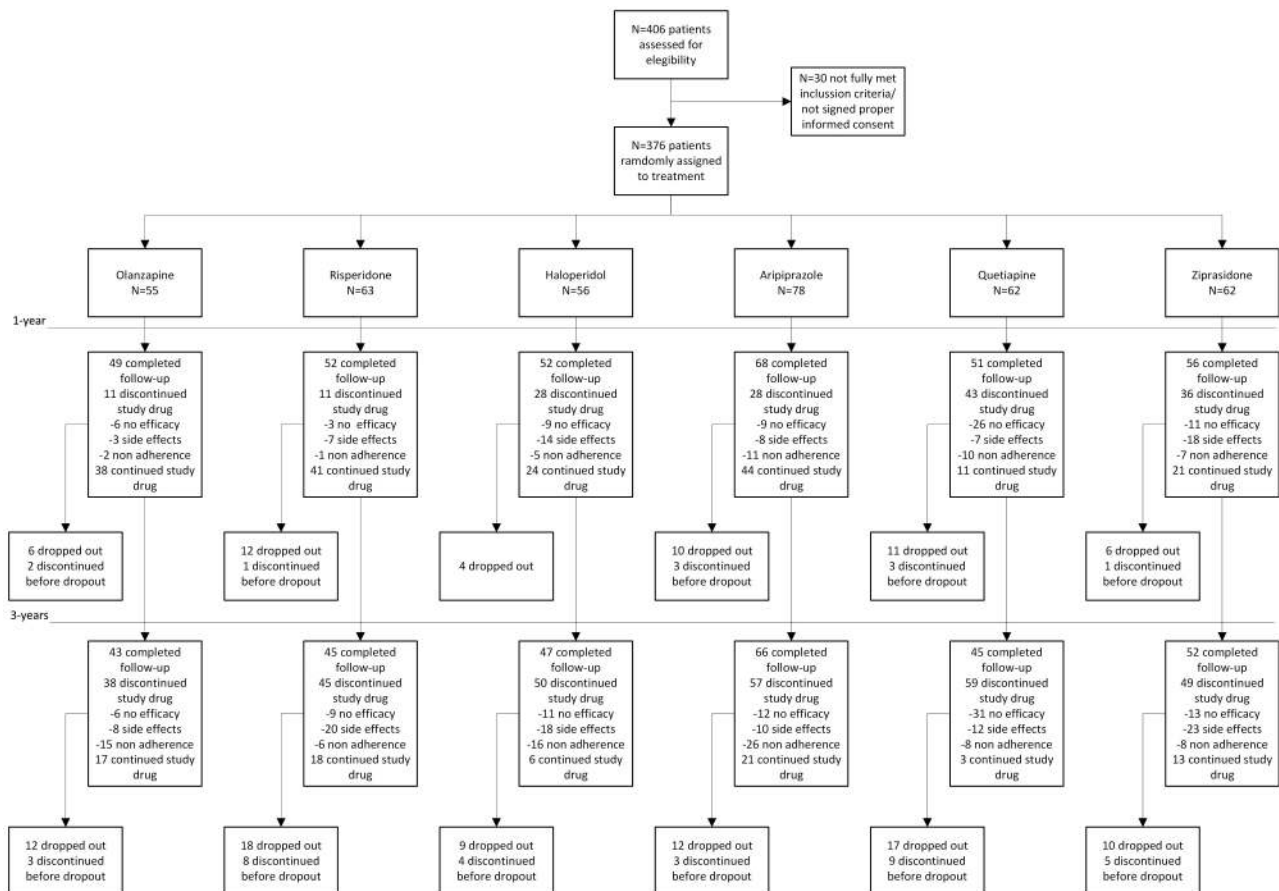 N=406 patients
assessed for
elegibility
N=30 not fully met
inclussion criteria/
not signed proper
informed consent
N=376 patients
ramdomly assigned
to treatment
Olanzapine
N=55
Risperidone
N=63
Haloperidol
N=56
Aripiprazole
N=78
Quetiapine
N=62
Ziprasidone
N=62
1-year
49 completed
follow-up
11 discontinued
study drug
-6 no efficacy
-3 side effects
-2 non adherence
38 continued study
drug
52 completed
follow-up
11 discontinued
study drug
-3 no  efficacy
-7 side effects
-1 non adherence
41 continued study
drug
52 completed
follow-up
28 discontinued
study drug
-9 no efficacy
-14 side effects
-5 non adherence
24 continued study
drug
68 completed
follow-up
28 discontinued
study drug
-9 no efficacy
-8 side effects
-11 non adherence
44 continued study
drug
51 completed
follow-up
43 discontinued
study drug
-26 no efficacy
-7 side effects
-10 non adherence
11 continued study
drug
56 completed
follow-up
36 discontinued
study drug
-11 no efficacy
-18 side effects
-7 non adherence
21 continued study
drug
6 dropped out
2 discontinued
before dropout
12 dropped out
1 discontinued
before dropout
4 dropped out
10 dropped out
3 discontinued
before dropout
11 dropped out
3 discontinued
before dropout
6 dropped out
1 discontinued
before dropout
3-years
43 completed
follow-up
38 discontinued
study drug
-6 no efficacy
-8 side effects
-15 non adherence
17 continued study
drug
45 completed
follow-up
45 discontinued
study drug
-9 no efficacy
-20 side effects
-6 non adherence
18 continued study
drug
47 completed
follow-up
50 discontinued
study drug
-11 no efficacy
-18 side effects
-16 non adherence
6 continued study
drug
66 completed
follow-up
57 discontinued
study drug
-12 no efficacy
-10 side effects
-26 non adherence
21 continued study
drug
45 completed
follow-up
59 discontinued
study drug
-31 no efficacy
-12 side effects
-8 non adherence
3 continued study
drug
52 completed
follow-up
49 discontinued
study drug
-13 no efficacy
-23 side effects
-8 non adherence
13 continued study
drug
12 dropped out
3 discontinued
before dropout
18 dropped out
8 discontinued
before dropout
9 dropped out
4 discontinued
before dropout
12 dropped out
3 discontinued
before dropout
17 dropped out
9 discontinued
before dropout
10 dropped out
5 discontinued
before dropout